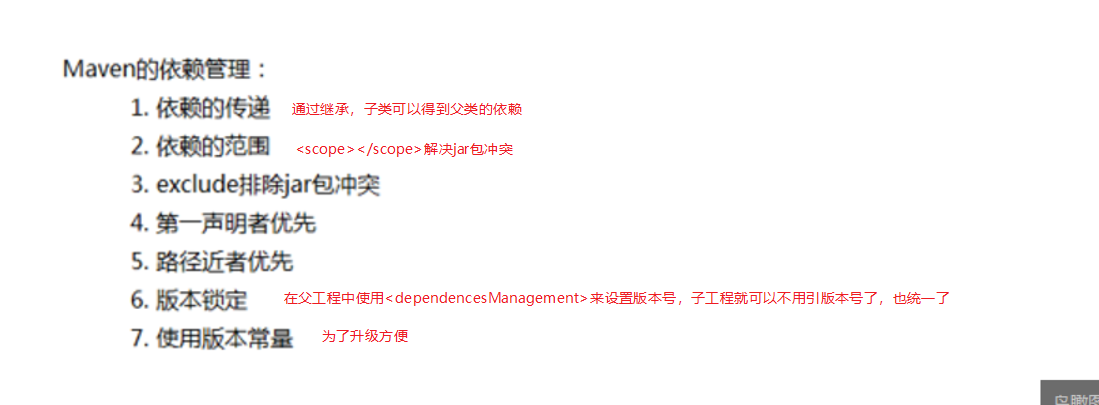 Maven的依赖管理：
1. 依赖的传递 通过继承，子类可以得到父类的依赖
2. 依赖的范围 <scope></scope>解决jar包冲突
3. exclude排除jar包冲突
4. 第一声明者优先
5. 路径近者优先
6. 版本锁定 在父工程中使用<dependencesManagement>来设置版本号，子工程就可以不用引版本号了，也统一了
7. 使用版本常量 为了升级方便